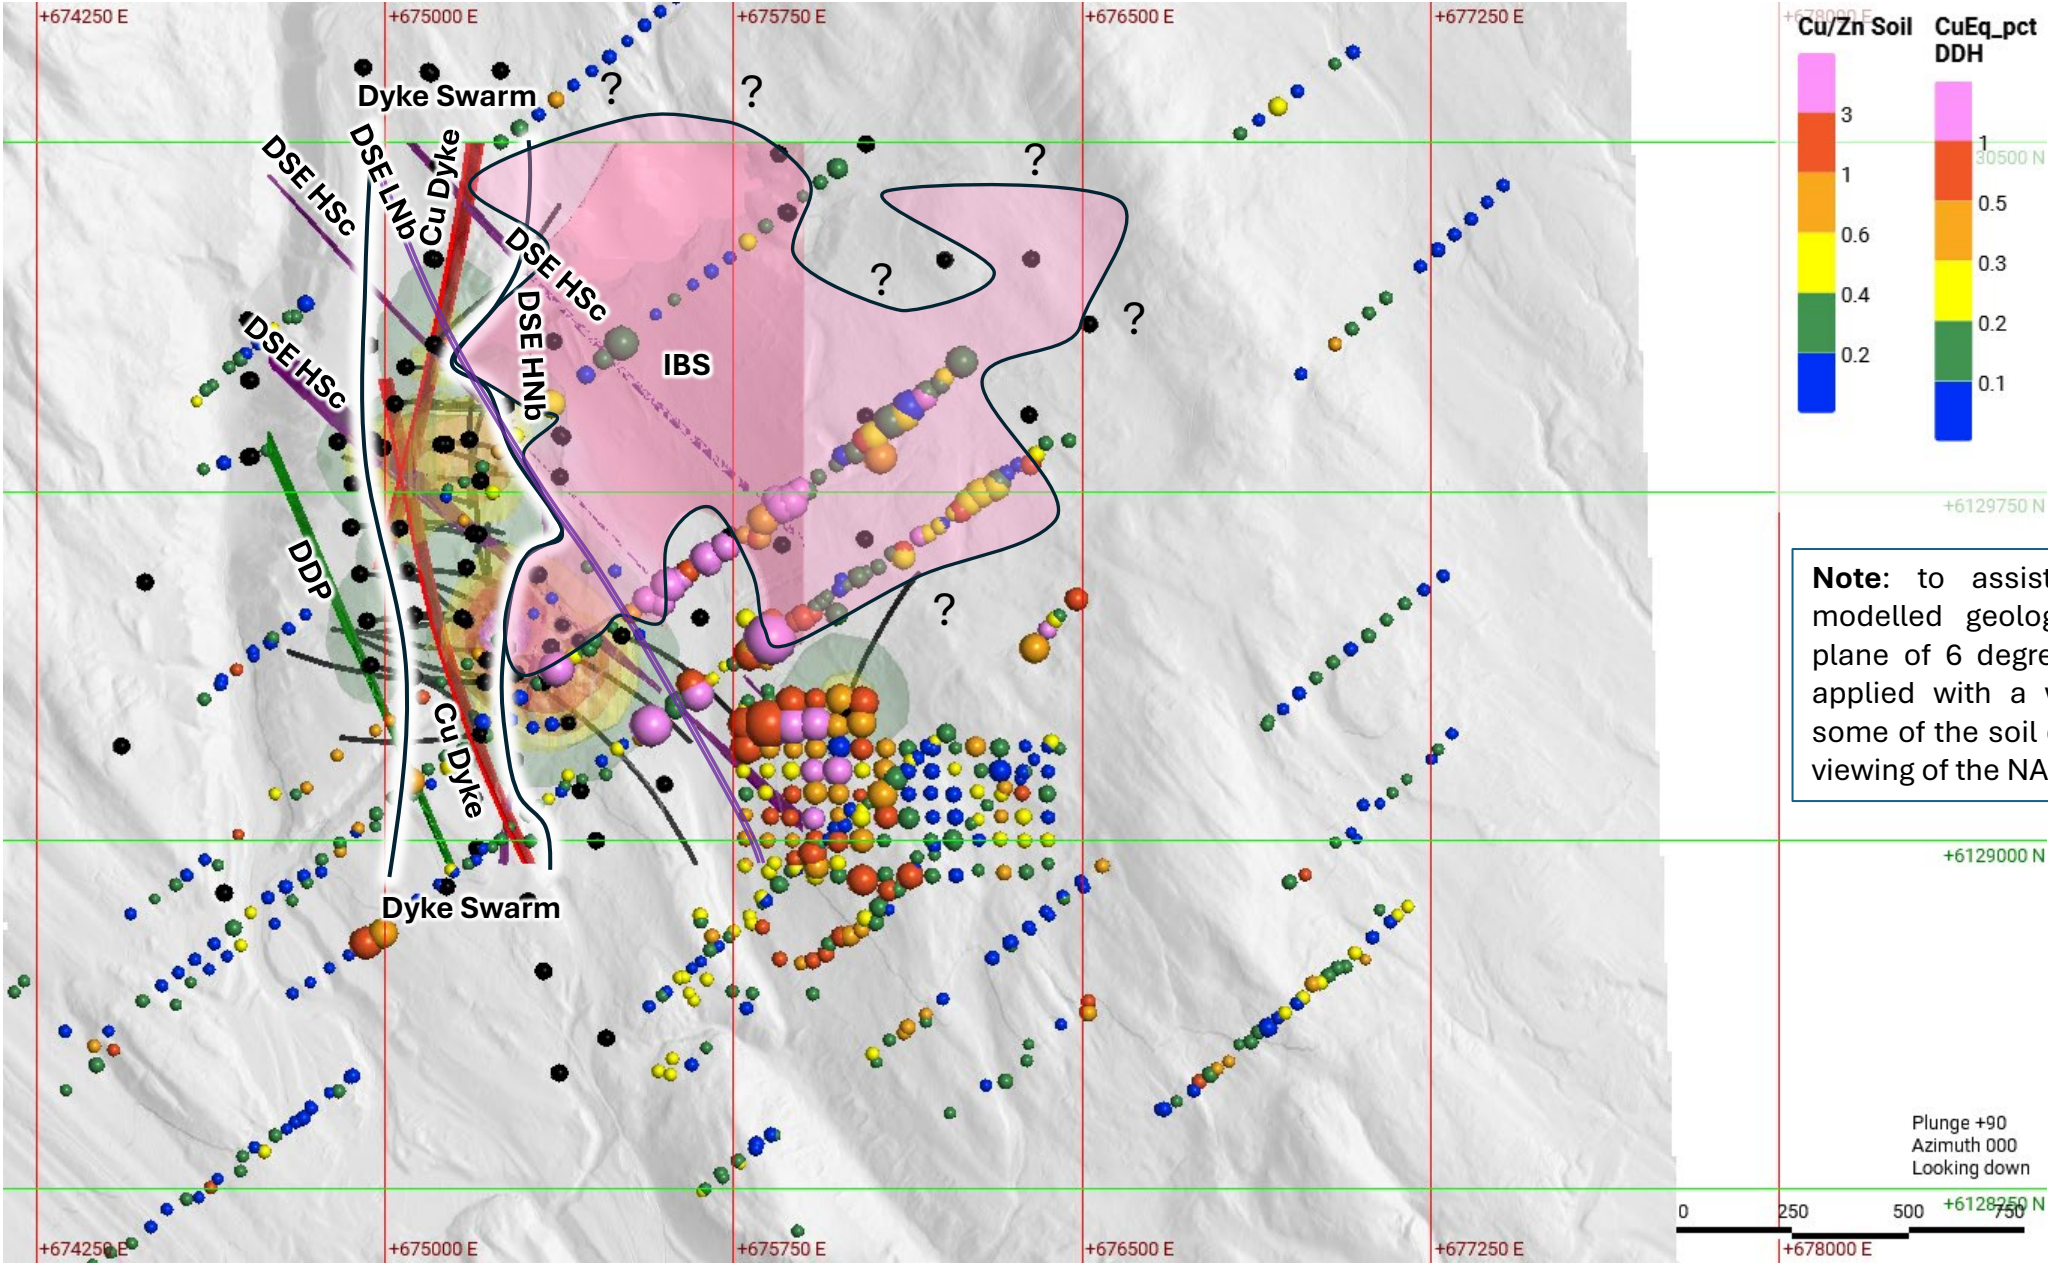 +674250 E
+675000 E
+675750 E
+676500 E
+677250 E
+678000 E
Cu/Zn Soil
3
1
0.6
0.4
0.2
CuEq_pct
DDH
1
0.5
0.3
0.2
0.1
30500 N
+6129750 N
+6129000 N
+6128250 N
Dyke Swarm
?
?
?
?
?
?
DSE HSc
DSE LNb
Cu Dyke
DSE HSc
DSE HSc
DSE HNb
IBS
DDP
Cu Dyke
Dyke Swarm
Note: to assist
modelled geolog
plane of 6 degre
applied with a v
some of the soil
viewing of the NA
Plunge +90
Azimuth 000
Looking down
0
250
500
750
+674250 E
+675000 E
+675750 E
+676500 E
+677250 E
+678000 E